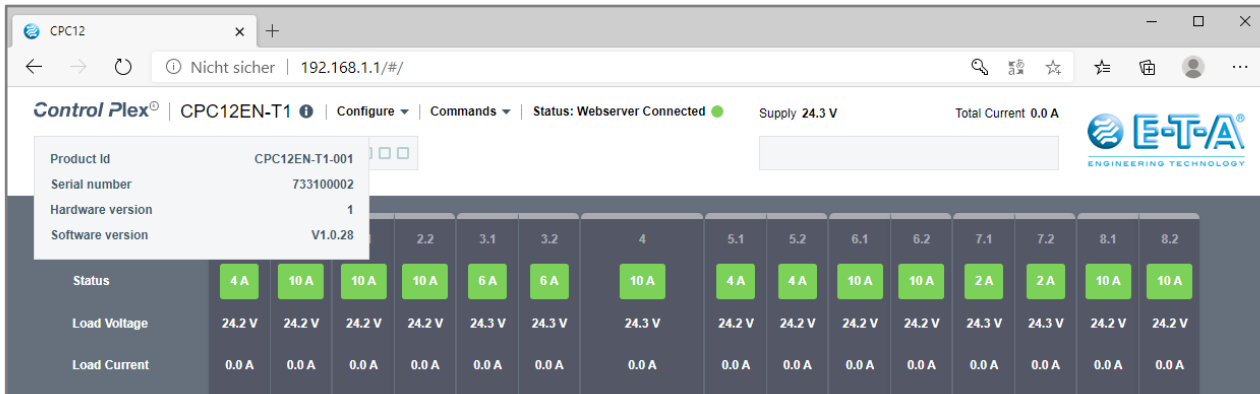 CPC12
Nicht sicher | 192.168.1.1/#/
Control Plex® | CPC12EN-T1 | Configure | Commands | Status: Webserver Connected Supply 24.3 V Total Current 0.0 A
E-T-A®
ENGINEERING TECHNOLOGY
Product Id CPC12EN-T1-001
Serial number 733100002
Hardware version 1
Software version V1.0.28
2.2 3.1 3.2 4 5.1 5.2 6.1 6.2 7.1 7.2 8.1 8.2
Status 4 A 10 A 10 A 10 A 6 A 6 A 10 A 4 A 4 A 10 A 10 A 2 A 2 A 10 A 10 A
Load Voltage 24.2 V 24.2 V 24.2 V 24.2 V 24.3 V 24.3 V 24.3 V 24.2 V 24.2 V 24.2 V 24.2 V 24.3 V 24.3 V 24.2 V 24.2 V
Load Current 0.0 A 0.0 A 0.0 A 0.0 A 0.0 A 0.0 A 0.0 A 0.0 A 0.0 A 0.0 A 0.0 A 0.0 A 0.0 A 0.0 A 0.0 A